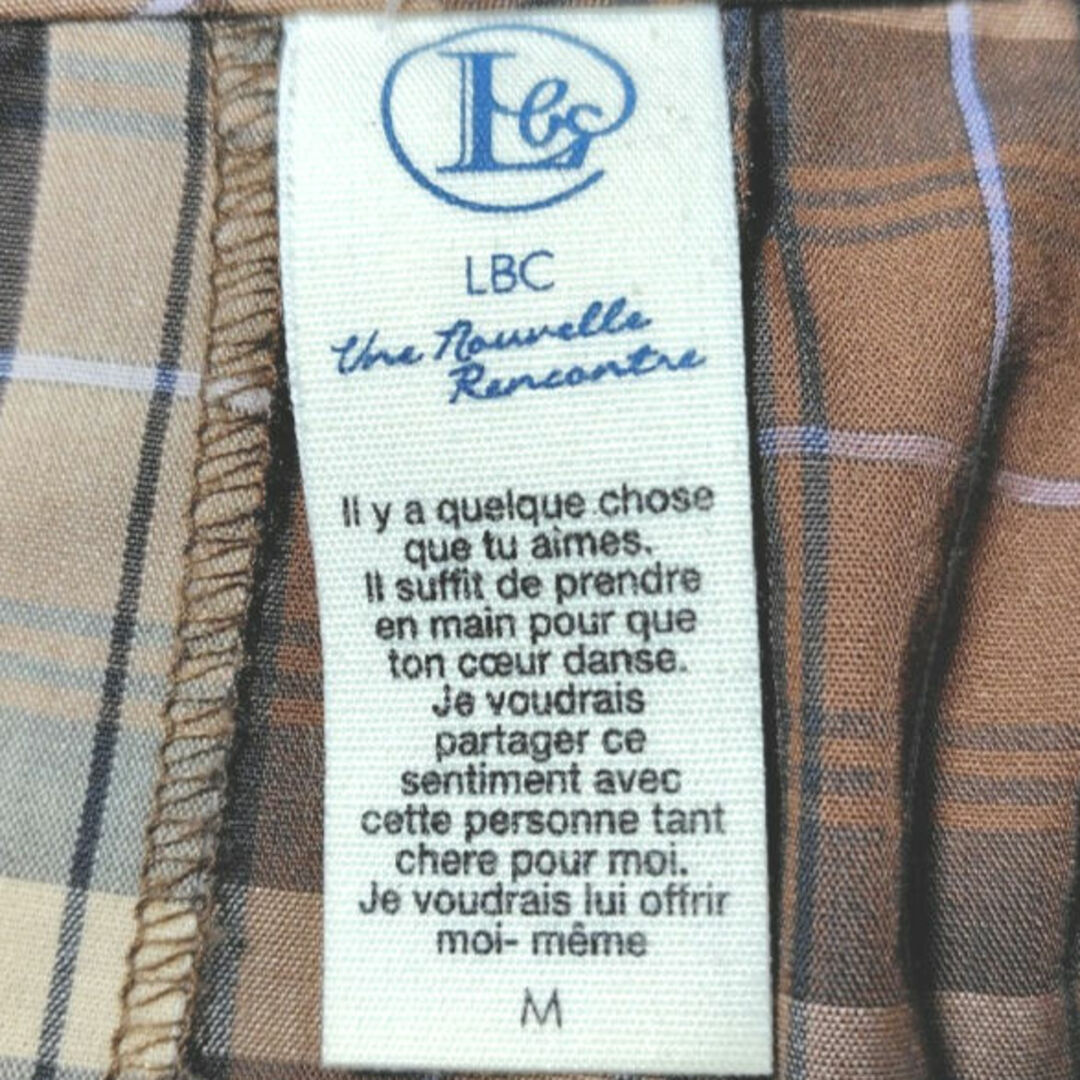 Lbc
LBC
Une Nouvelle
Rencontre
Il y a quelque chose
que tu aimes.
Il suffit de prendre
en main pour que
ton cœur danse.
Je voudrais
partager ce
sentiment avec
cette personne tant
chere pour moi.
Je voudrais lui offrir
moi- même
M